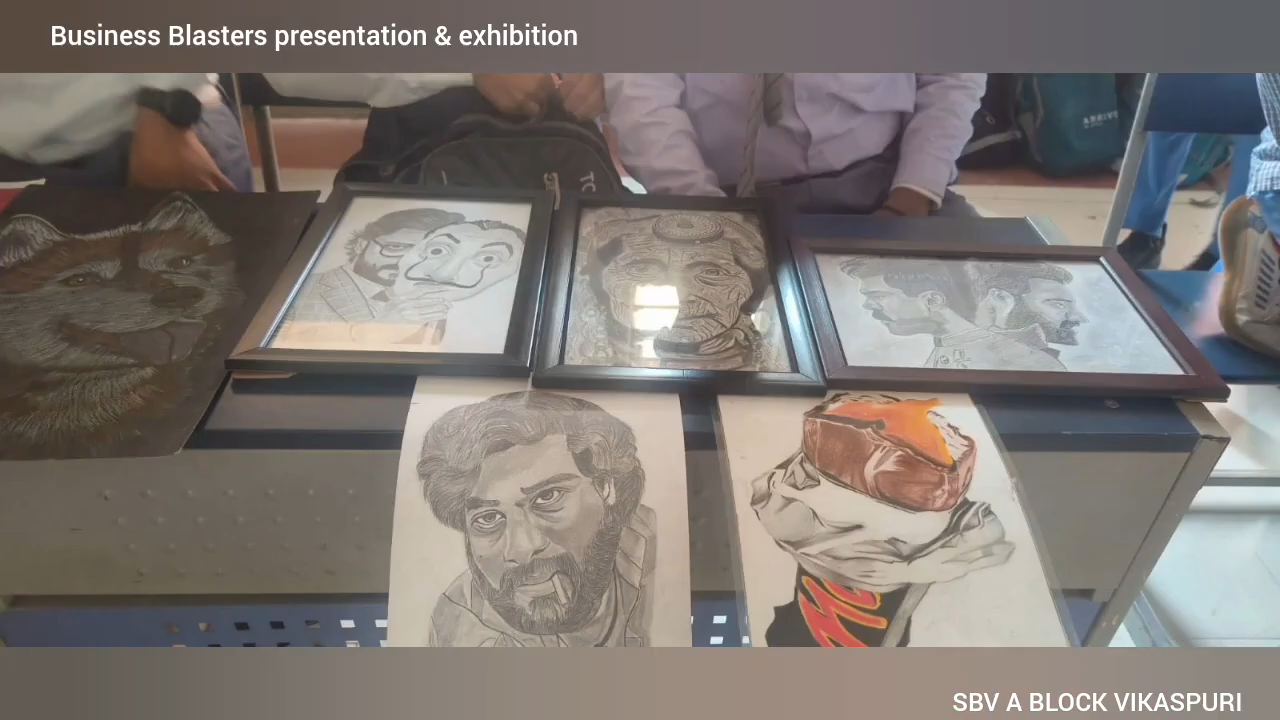 Business Blasters presentation & exhibition
SBV A BLOCK VIKASPURI